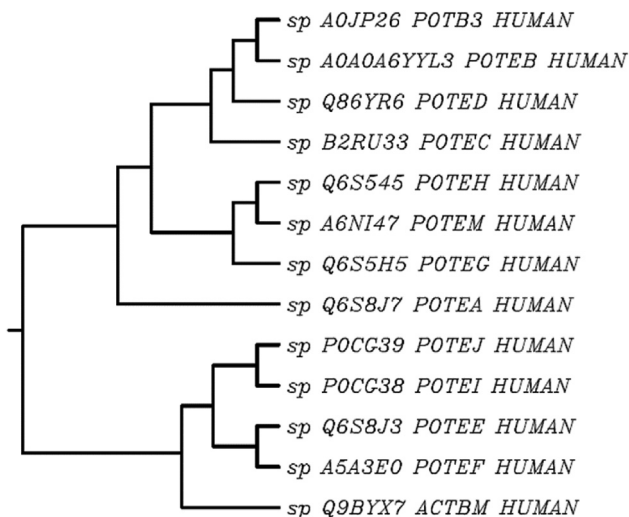 sp A0JP26 POTB3 HUMAN
sp A0A0A6YYL3 POTEB HUMAN
sp Q86YR6 POTED HUMAN
sp B2RU33 POTEC HUMAN
sp Q6S545 POTEH HUMAN
sp A6NI47 POTEM HUMAN
sp Q6S5H5 POTEG HUMAN
sp Q6S8J7 POTEA HUMAN
sp P0CG39 POTEJ HUMAN
sp P0CG38 POTEI HUMAN
sp Q6S8J3 POTEE HUMAN
sp A5A3E0 POTEF HUMAN
sp Q9BYX7 ACTBM HUMAN